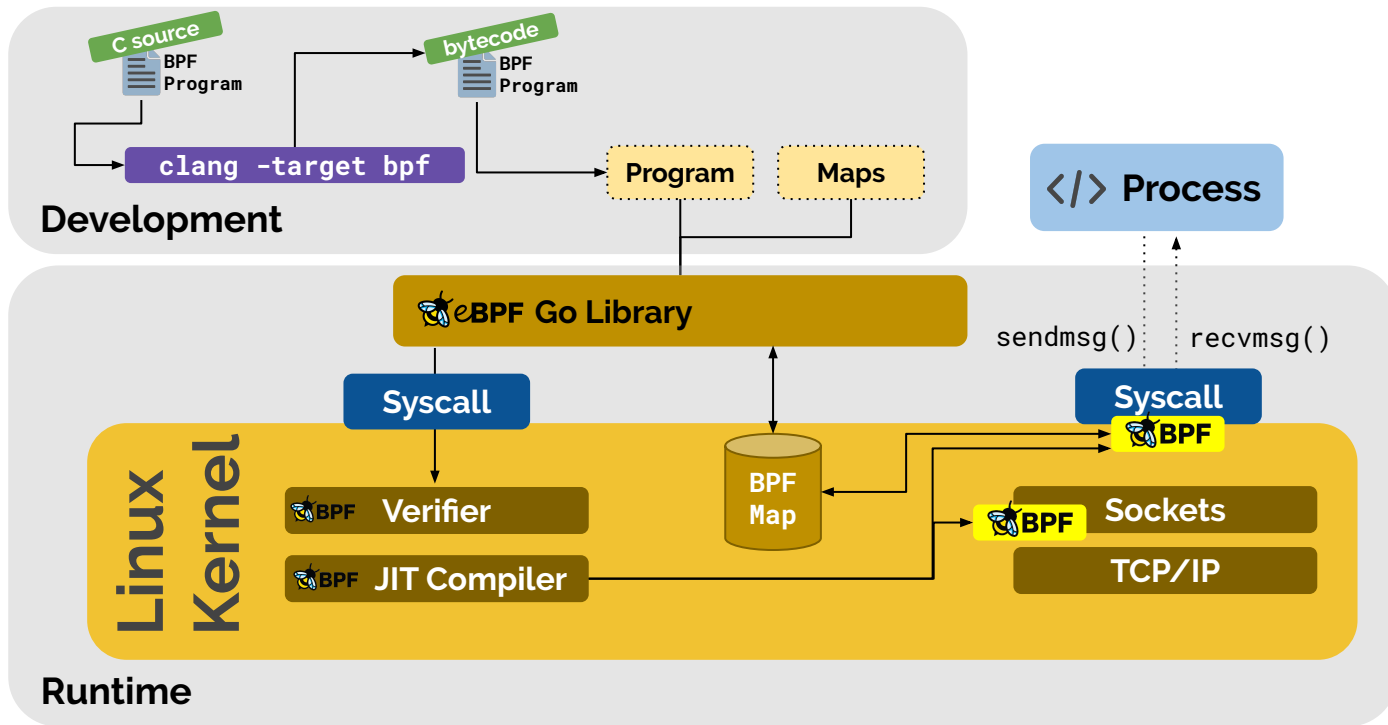 C source
BPF
Program
bytecode
BPF
Program
clang -target bpf
Program
Maps
Development
</> Process
eBPF Go Library
sendmsg()
recvmsg()
Syscall
Syscall
BPF
Linux
Kernel
BPF
Map
BPF Verifier
BPF
Sockets
BPF JIT Compiler
TCP/IP
Runtime